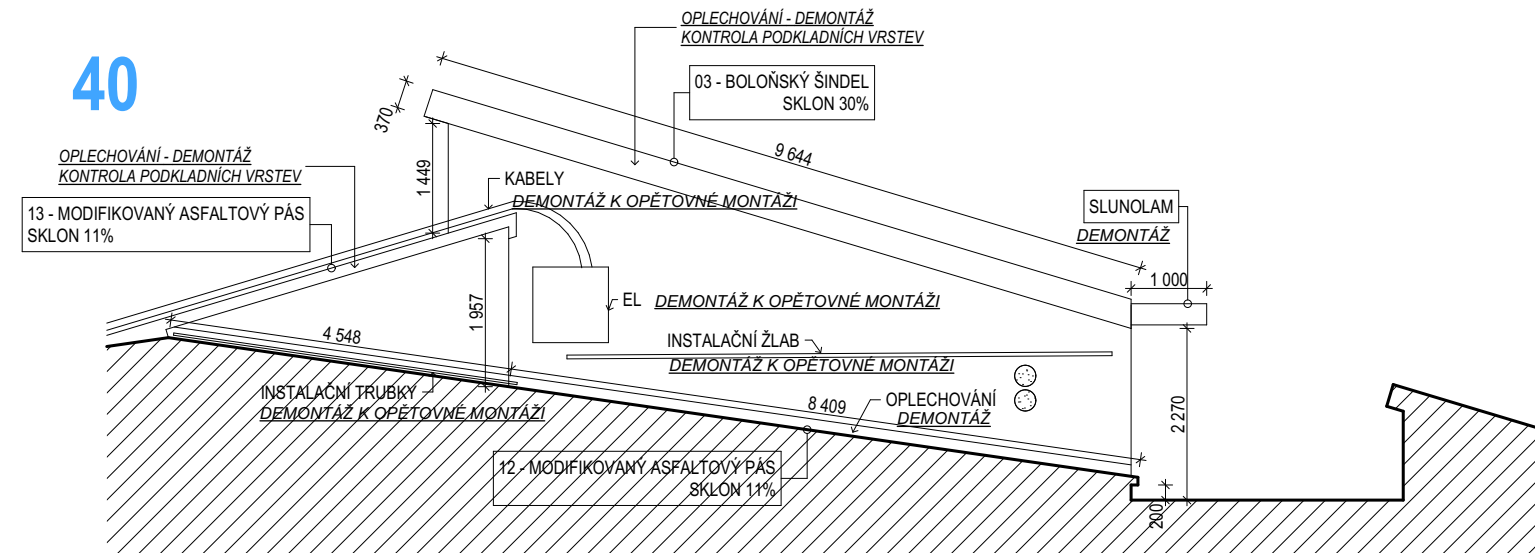 40
OPLECHOVÁNÍ - DEMONTÁŽ
KONTROLA PODKLADNÍCH VRSTEV
03 - BOLOŇSKÝ ŠINDEL
SKLON 30%
370
9 644
OPLECHOVÁNÍ - DEMONTÁŽ
KONTROLA PODKLADNÍCH VRSTEV
1 449
KABELY
DEMONTÁŽ K OPĚTOVNÉ MONTÁŽI
13 - MODIFIKOVANÝ ASFALTOVÝ PÁS
SKLON 11%
SLUNOLAM
DEMONTÁŽ
1 000
EL
DEMONTÁŽ K OPĚTOVNÉ MONTÁŽI
1 957
4 548
INSTALAČNÍ ŽLAB
DEMONTÁŽ K OPĚTOVNÉ MONTÁŽI
INSTALAČNÍ TRUBKY
DEMONTÁŽ K OPĚTOVNÉ MONTÁŽI
8 409
OPLECHOVÁNÍ
DEMONTÁŽ
2 270
12 - MODIFIKOVANÝ ASFALTOVÝ PÁS
SKLON 11%
200